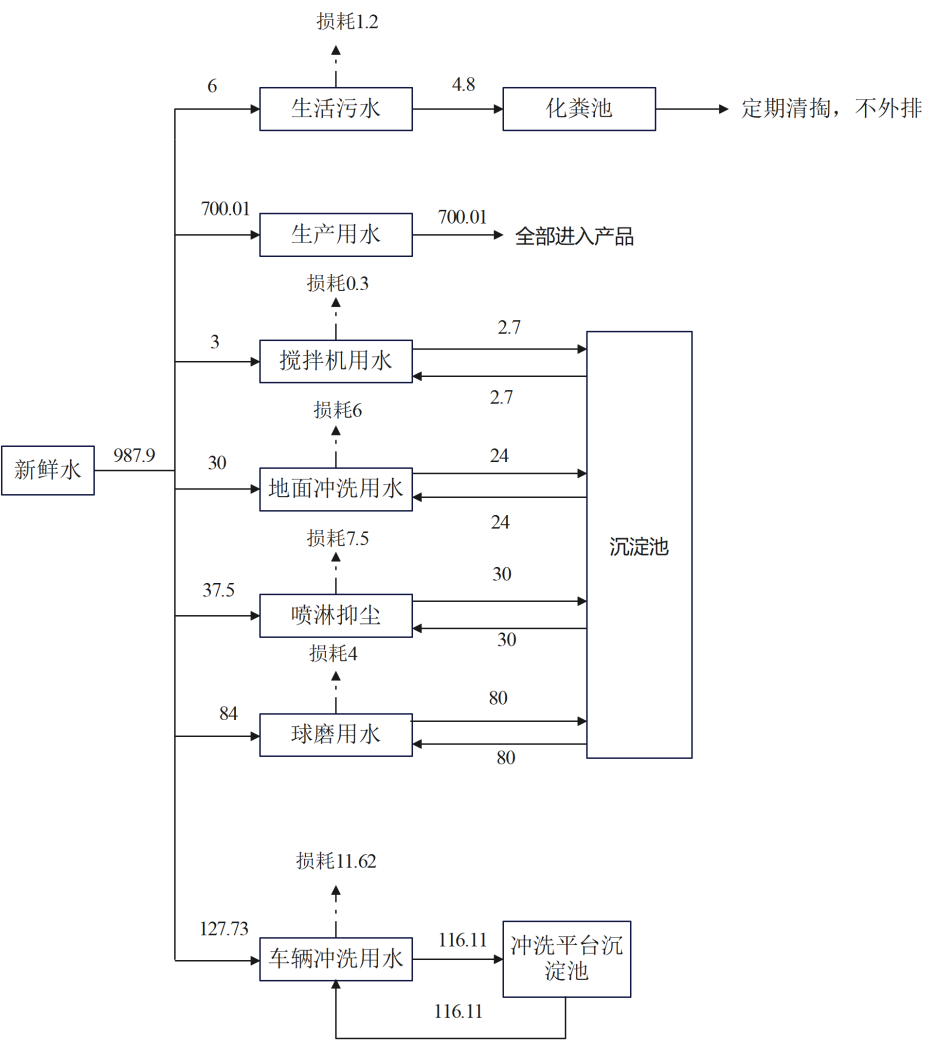 损耗1.2
6
生活污水
4.8
化粪池
定期清掏，不外排
700.01
生产用水
700.01
全部进入产品
损耗0.3
3
搅拌机用水
2.7
2.7
新鲜水
987.9
损耗6
30
地面冲洗用水
24
24
沉淀池
损耗7.5
37.5
喷淋抑尘
30
30
损耗4
84
球磨用水
80
80
损耗11.62
127.73
车辆冲洗用水
116.11
冲洗平台沉
淀池
116.11